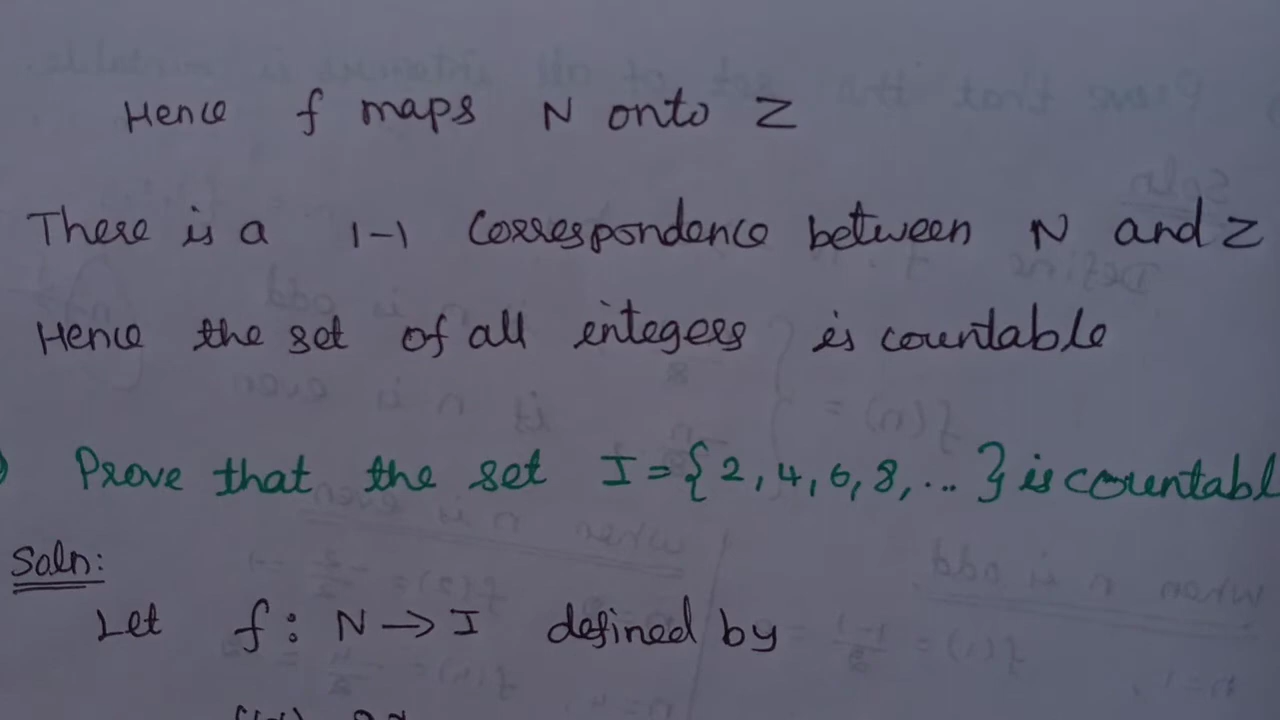 Hence f maps N onto Z
There is a 1-1 Correspondence between N and Z
Hence the set of all integers is countable
) Prove that the set I = {2, 4, 6, 8, ... } is countabl
Soln:
Let f : N → I defined by